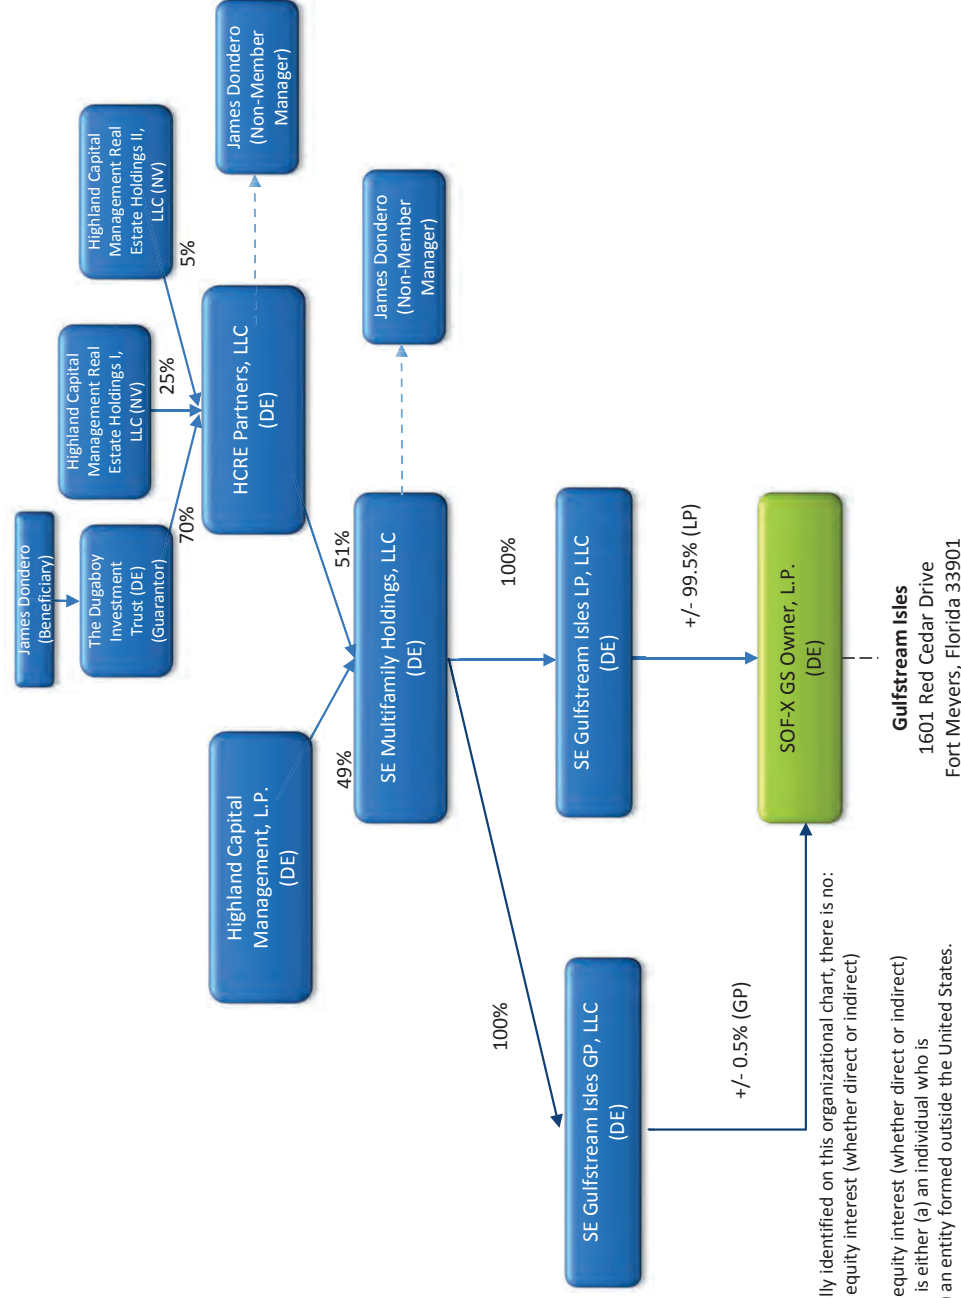 James Dondero
(Beneficiary)
The Dugaboy
Investment
Trust (DE)
(Guarantor)
Highland Capital
Management Real
Estate Holdings I,
LLC (NV)
Highland Capital
Management Real
Estate Holdings II,
LLC (NV)
70%
25%
5%
Highland Capital
Management, L.P.
(DE)
HCRE Partners, LLC
(DE)
James Dondero
(Non-Member
Manager)
49%
51%
SE Multifamily Holdings, LLC
(DE)
James Dondero
(Non-Member
Manager)
100%
100%
SE Gulfstream Isles GP, LLC
(DE)
SE Gulfstream Isles LP, LLC
(DE)
+/- 0.5% (GP)
+/- 99.5% (LP)
SOF-X GS Owner, L.P.
(DE)
Gulfstream Isles
1601 Red Cedar Drive
Fort Meyers, Florida 33901
identified on this organizational chart, there is no:
equity interest (whether direct or indirect)
equity interest (whether direct or indirect)
is either (a) an individual who is
an entity formed outside the United States.